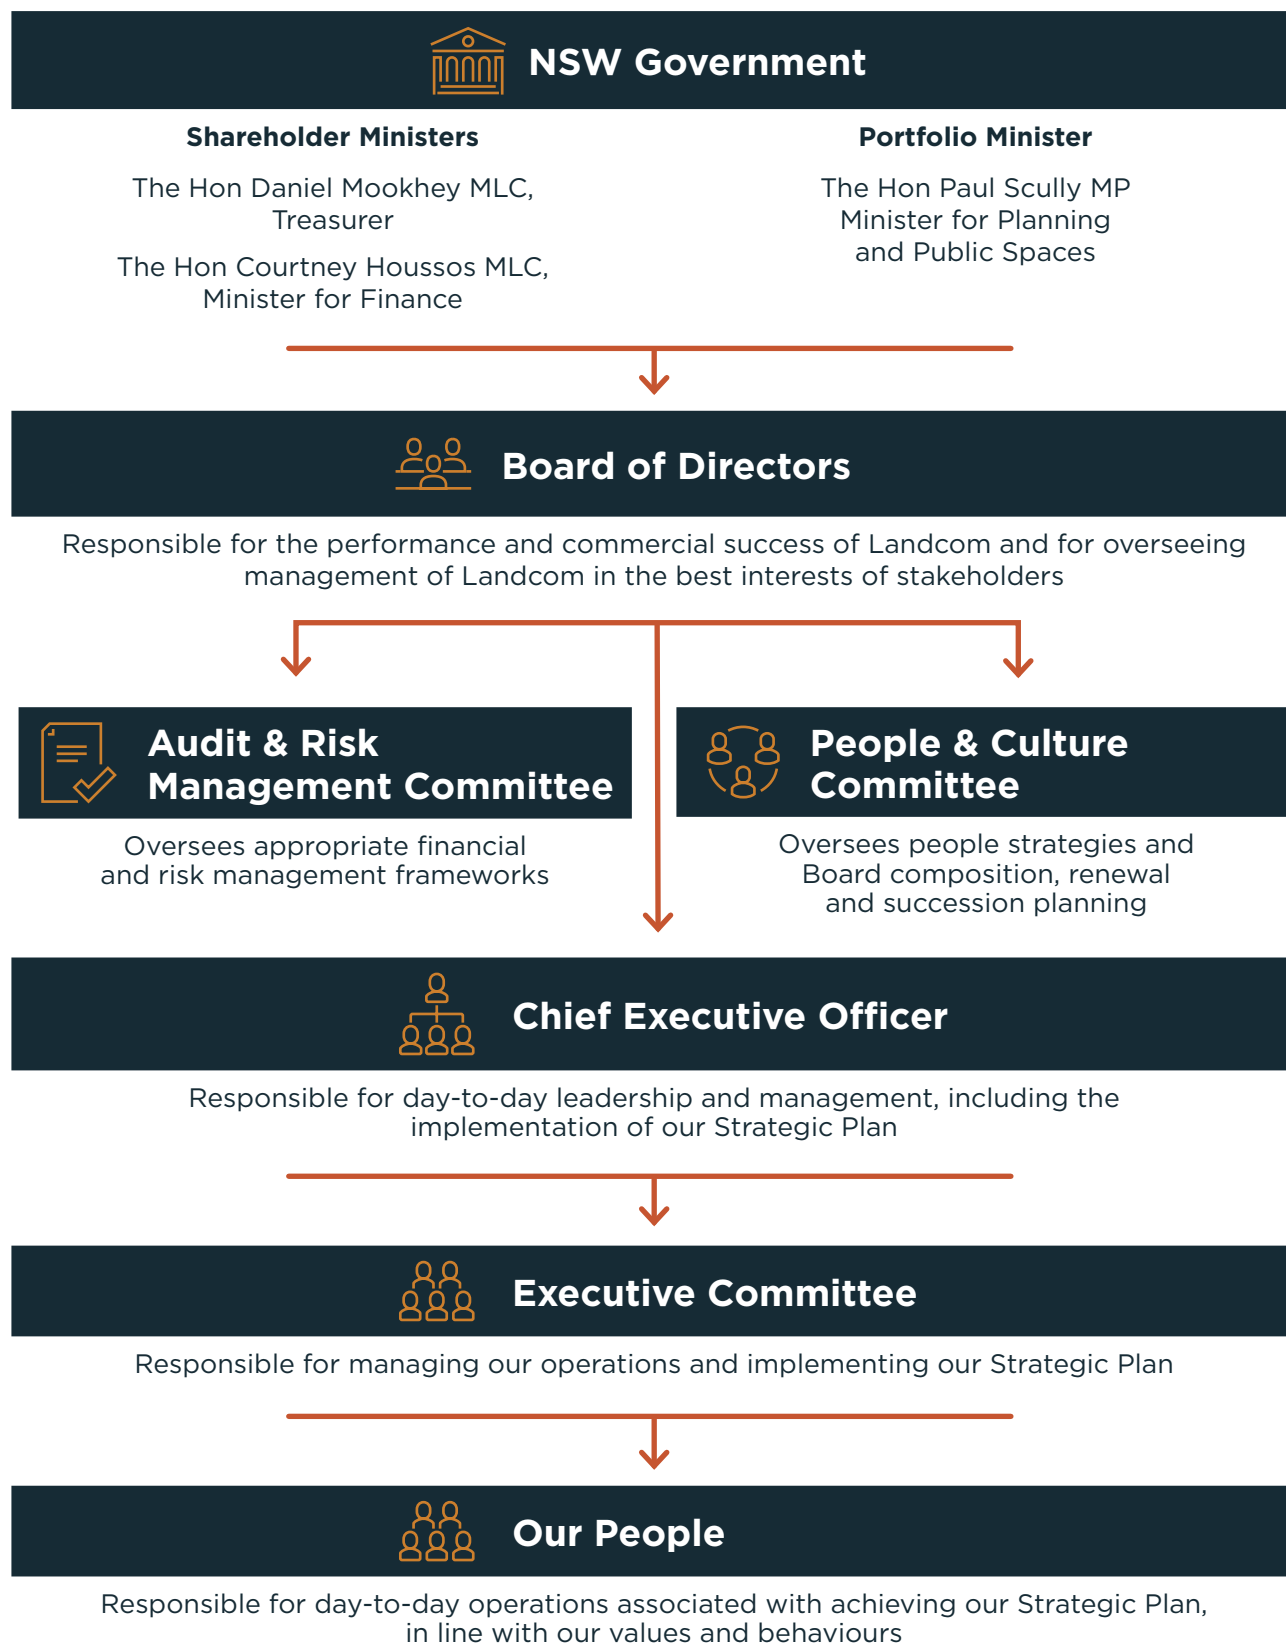 NSW Government
Shareholder Ministers
The Hon Daniel Mookhey MLC,
Treasurer
The Hon Courtney Houssos MLC,
Minister for Finance
Portfolio Minister
The Hon Paul Scully MP
Minister for Planning
and Public Spaces
Board of Directors
Responsible for the performance and commercial success of Landcom and for overseeing
management of Landcom in the best interests of stakeholders
Audit & Risk
Management Committee
Oversees appropriate financial
and risk management frameworks
People & Culture
Committee
Oversees people strategies and
Board composition, renewal
and succession planning
Chief Executive Officer
Responsible for day-to-day leadership and management, including the
implementation of our Strategic Plan
Executive Committee
Responsible for managing our operations and implementing our Strategic Plan
Our People
Responsible for day-to-day operations associated with achieving our Strategic Plan,
in line with our values and behaviours